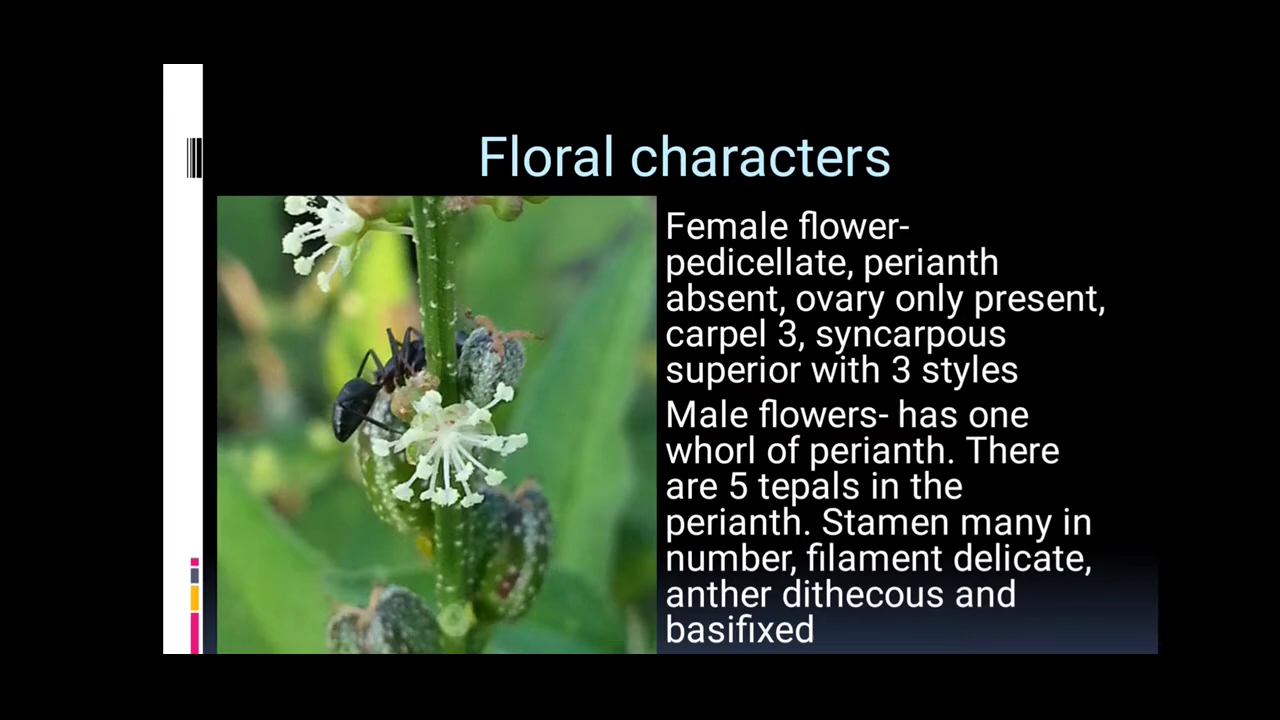 Floral characters
Female flower-
pedicellate, perianth
absent, ovary only present,
carpel 3, syncarpous
superior with 3 styles
Male flowers- has one
whorl of perianth. There
are 5 tepals in the
perianth. Stamen many in
number, filament delicate,
anther dithecous and
basifixed